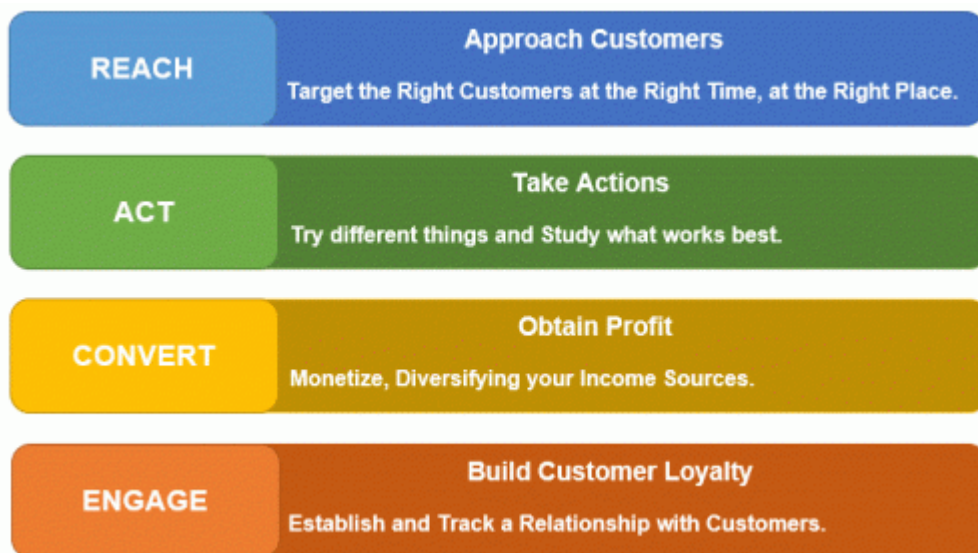 REACH
Approach Customers
Target the Right Customers at the Right Time, at the Right Place.
ACT
Take Actions
Try different things and Study what works best.
CONVERT
Obtain Profit
Monetize, Diversifying your Income Sources.
ENGAGE
Build Customer Loyalty
Establish and Track a Relationship with Customers.